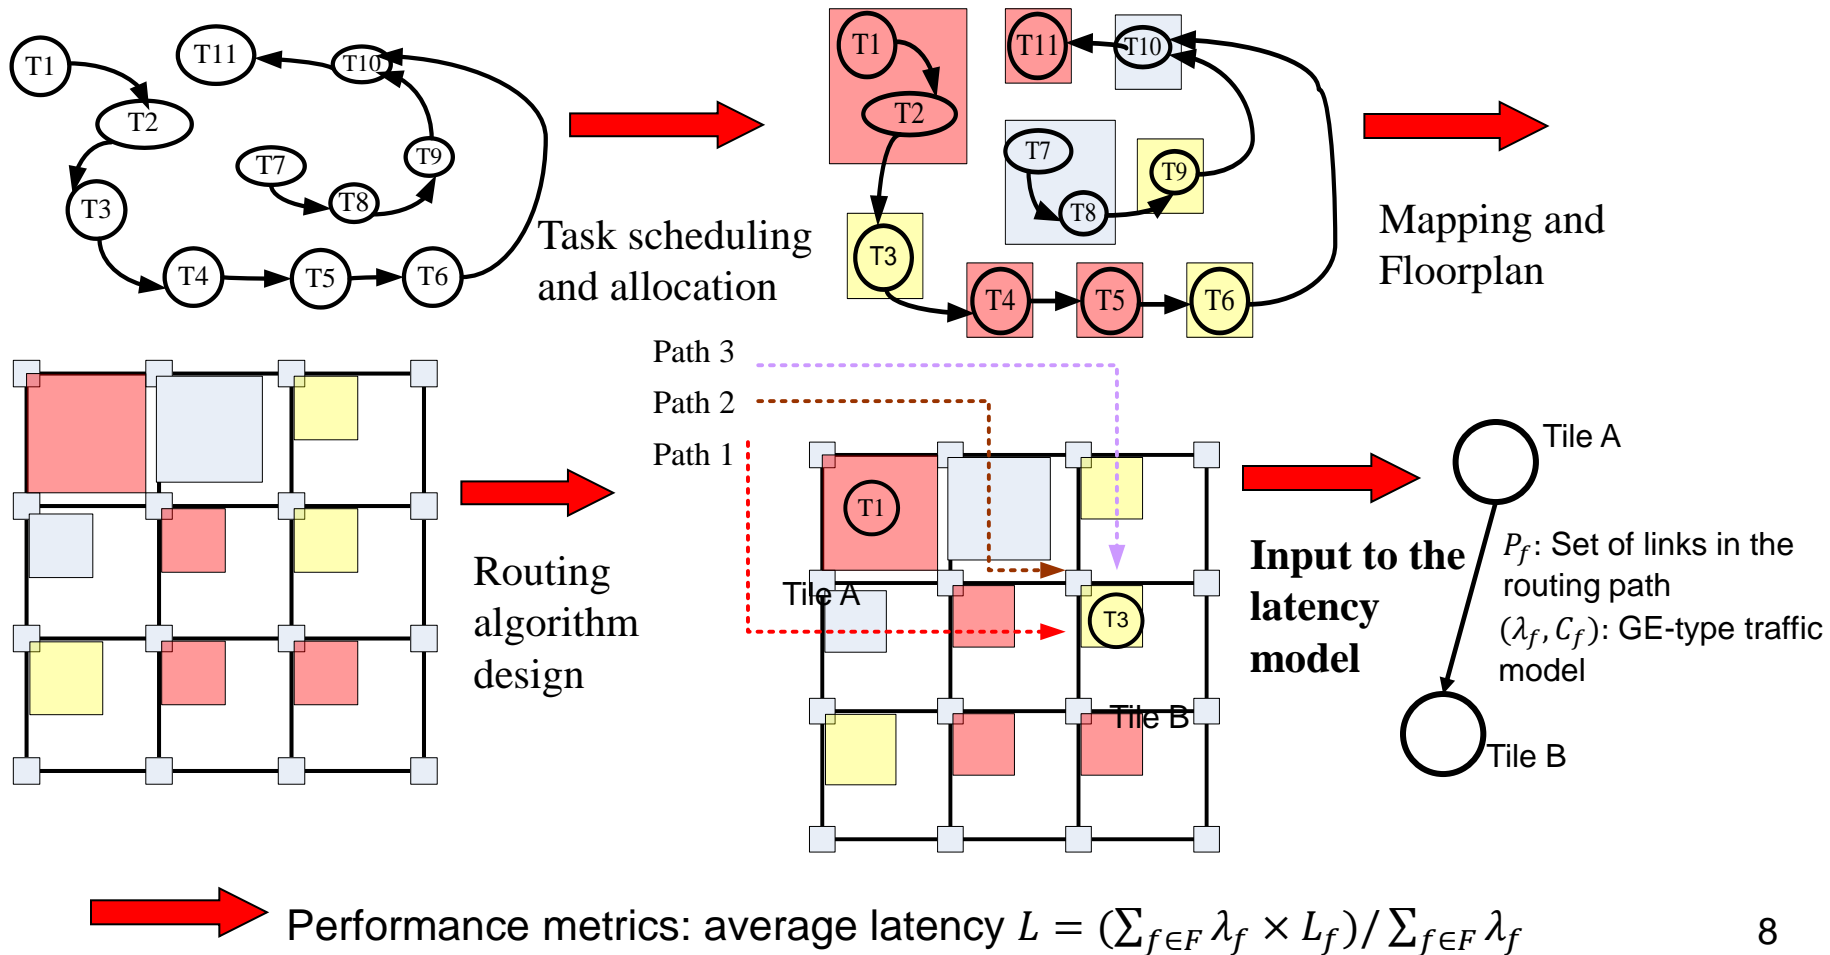 T1
T2
T3
T4
T5
T6
T7
T8
T9
T10
T11
Task scheduling
and allocation
T1
T2
T3
T4
T5
T6
T7
T8
T9
T10
T11
Mapping and
Floorplan
Routing
algorithm
design
Path 3
Path 2
Path 1
T1
Tile A
T3
Tile B
Input to the
latency
model
Tile A
P_f: Set of links in the
routing path
(λ_f, C_f): GE-type traffic
model
Tile B
Performance metrics: average latency L = (∑_{f∈F} λ_f × L_f)/ ∑_{f∈F} λ_f
8